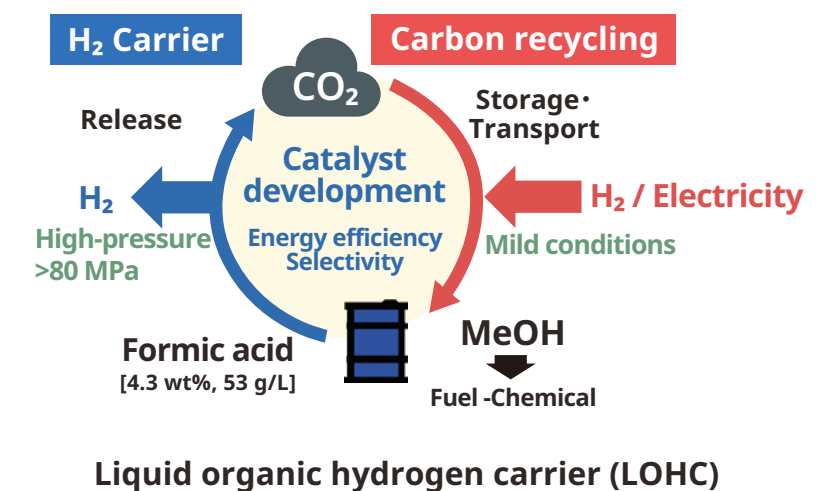 H₂ Carrier
Carbon recycling
CO₂
Release
Storage・
Transport
Catalyst
development
H₂
H₂ / Electricity
High-pressure
>80 MPa
Energy efficiency
Selectivity
Mild conditions
Formic acid
[4.3 wt%, 53 g/L]
MeOH
Fuel -Chemical
Liquid organic hydrogen carrier (LOHC)